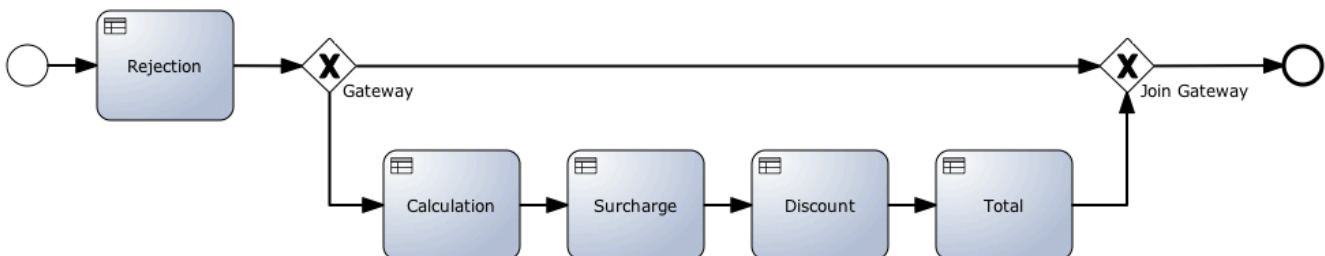 Rejection
Gateway
Join Gateway
Calculation
Surcharge
Discount
Total